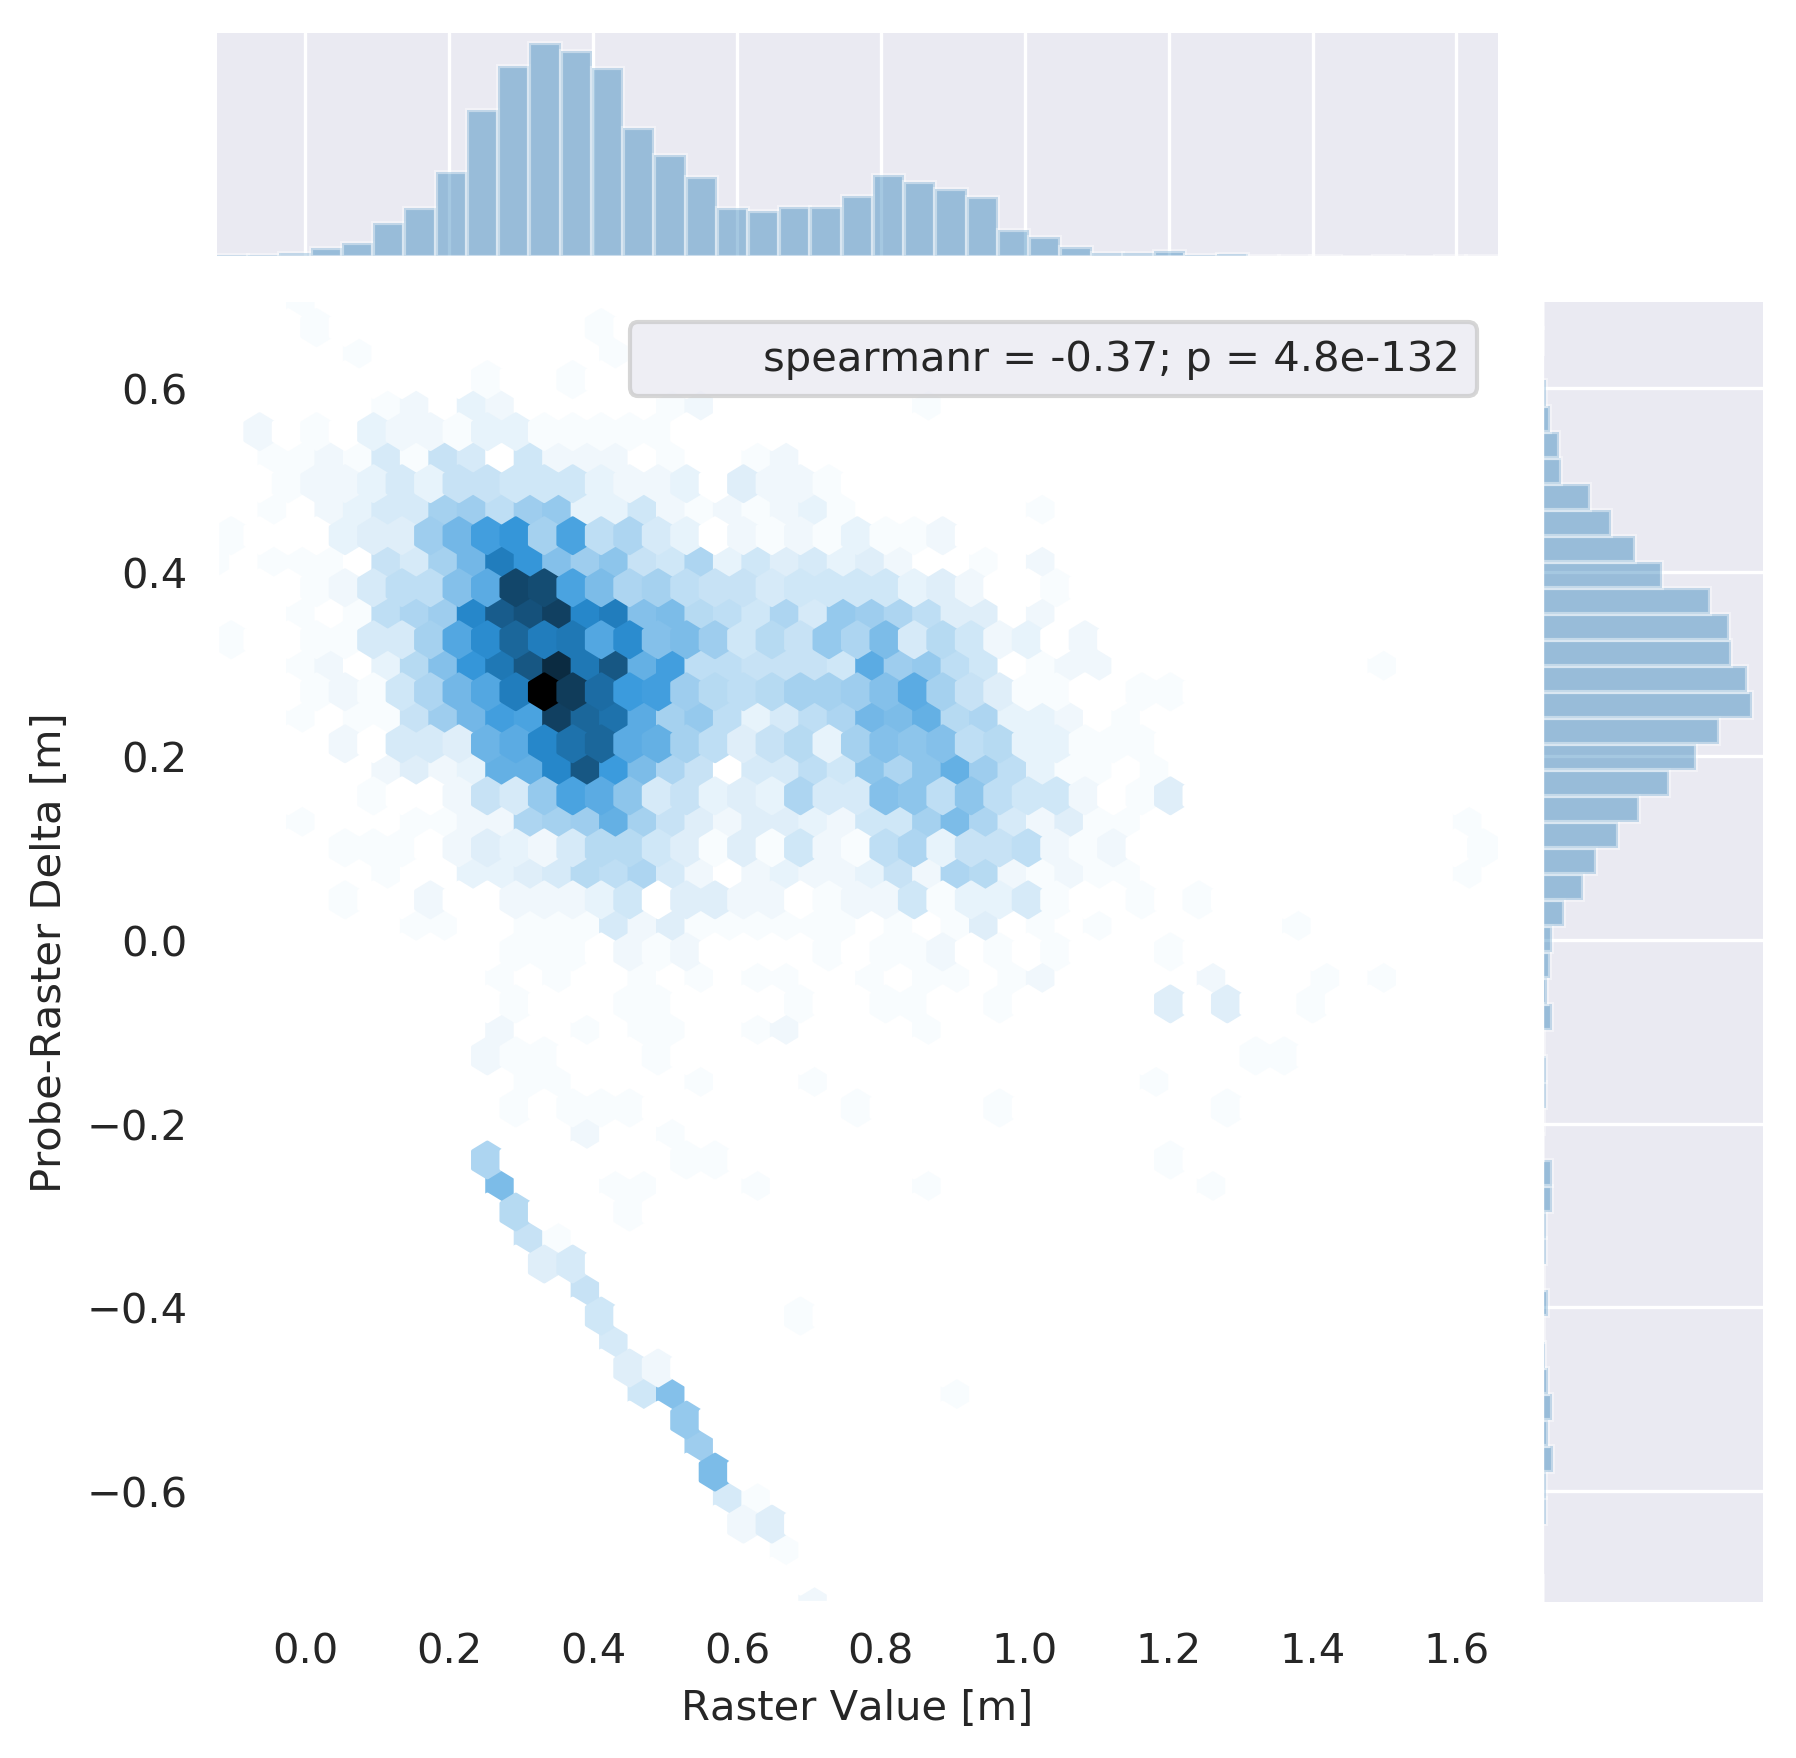 spearmanr = -0.37; p = 4.8e-132
0.6
0.4
0.2
0.0
−0.2
−0.4
−0.6
Probe-Raster Delta [m]
0.0 0.2 0.4 0.6 0.8 1.0 1.2 1.4 1.6
Raster Value [m]